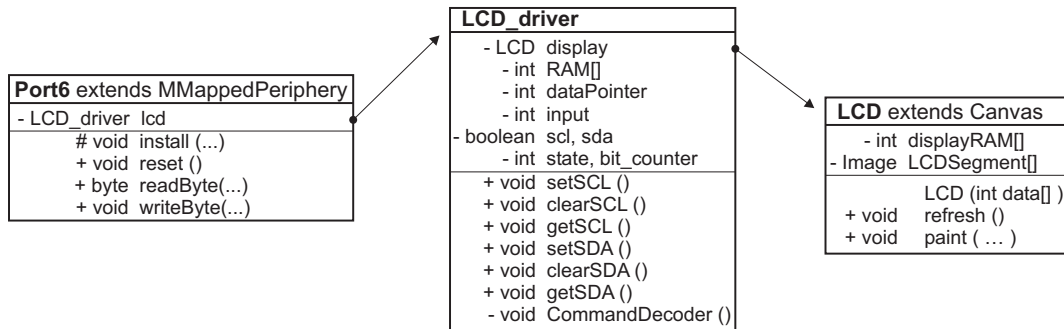 Port6 extends MMappedPeriphery
- LCD_driver lcd
# void install (...)
+ void reset ()
+ byte readByte(...)
+ void writeByte(...)
LCD_driver
- LCD display
- int RAM[]
- int dataPointer
- int input
- boolean scl, sda
- int state, bit_counter
+ void setSCL ()
+ void clearSCL ()
+ void getSCL ()
+ void setSDA ()
+ void clearSDA ()
+ void getSDA ()
- void CommandDecoder ()
LCD extends Canvas
- int displayRAM[]
- Image LCDSegment[]
LCD (int data[] )
+ void refresh ()
+ void paint ( … )